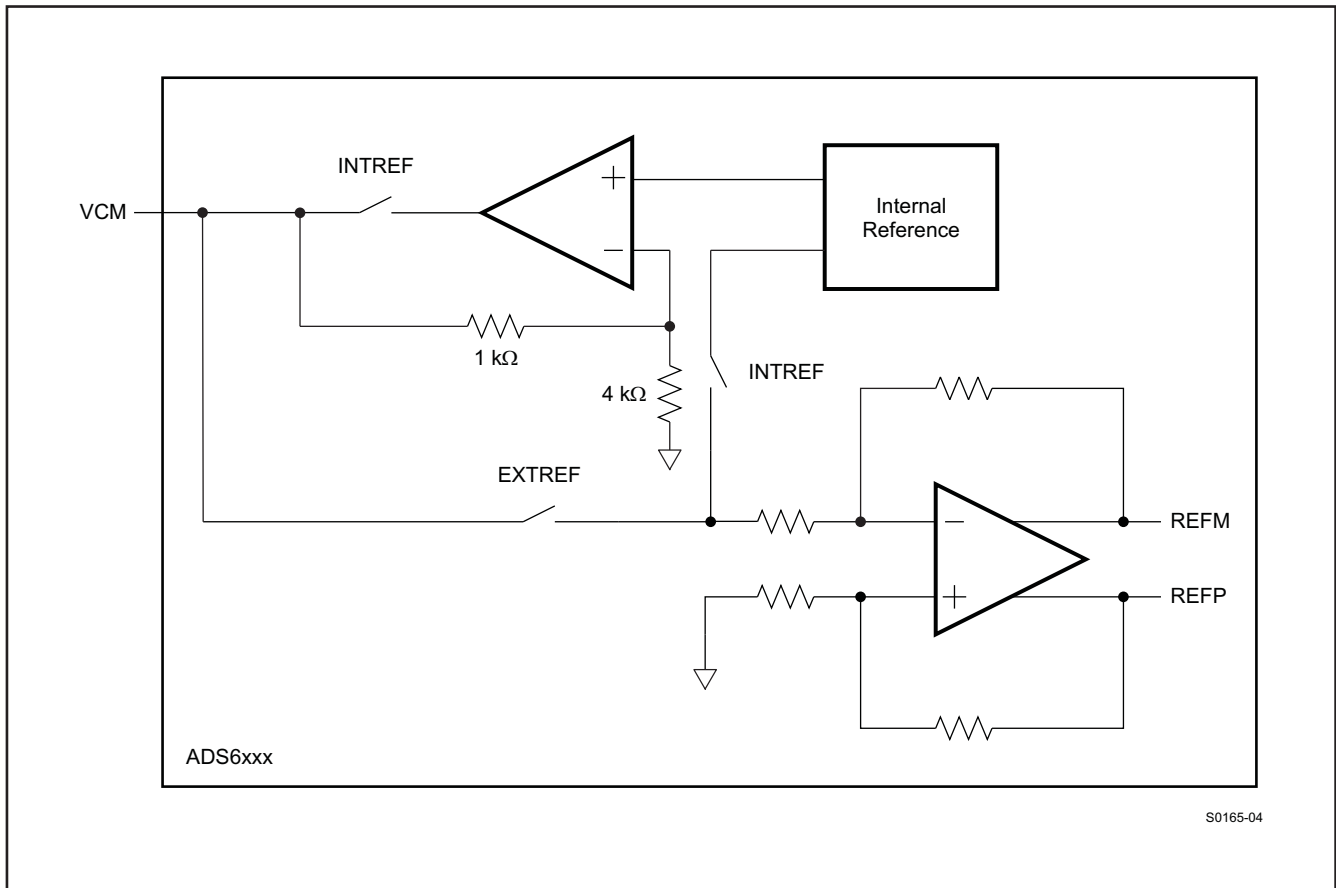 INTREF
VCM
+
−
Internal
Reference
1 kΩ
4 kΩ
INTREF
EXTREF
−
REFM
+
REFP
ADS6xxx
S0165-04